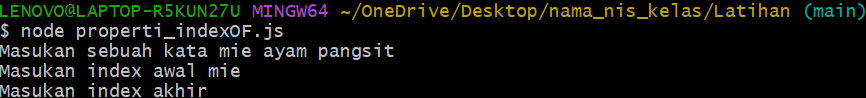 LENOVO@LAPTOP-R5KUN27U MINGW64 ~/OneDrive/Desktop/nama_nis_kelas/Latihan (main)
$ node properti_indexOF.js
Masukan sebuah kata mie ayam pangsit
Masukan index awal mie
Masukan index akhir